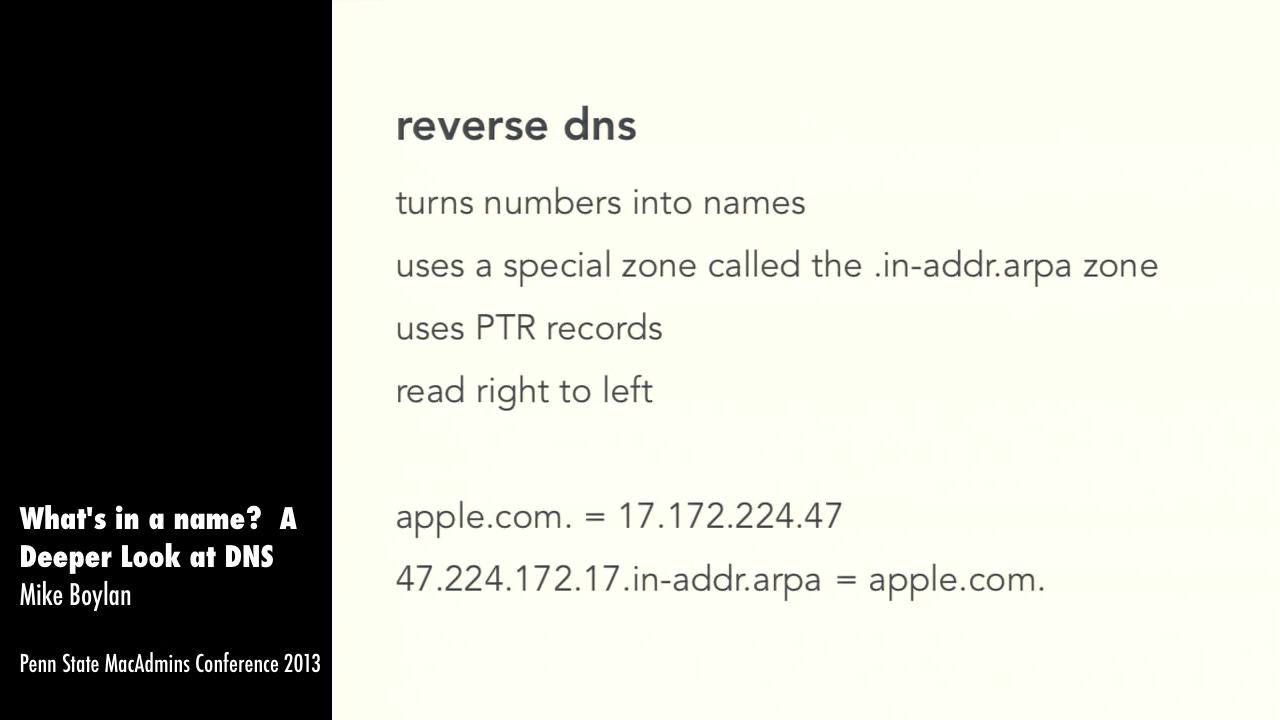 reverse dns
turns numbers into names
uses a special zone called the .in-addr.arpa zone
uses PTR records
read right to left
apple.com. = 17.172.224.47
47.224.172.17.in-addr.arpa = apple.com.
What's in a name?  A
Deeper Look at DNS
Mike Boylan
Penn State MacAdmins Conference 2013